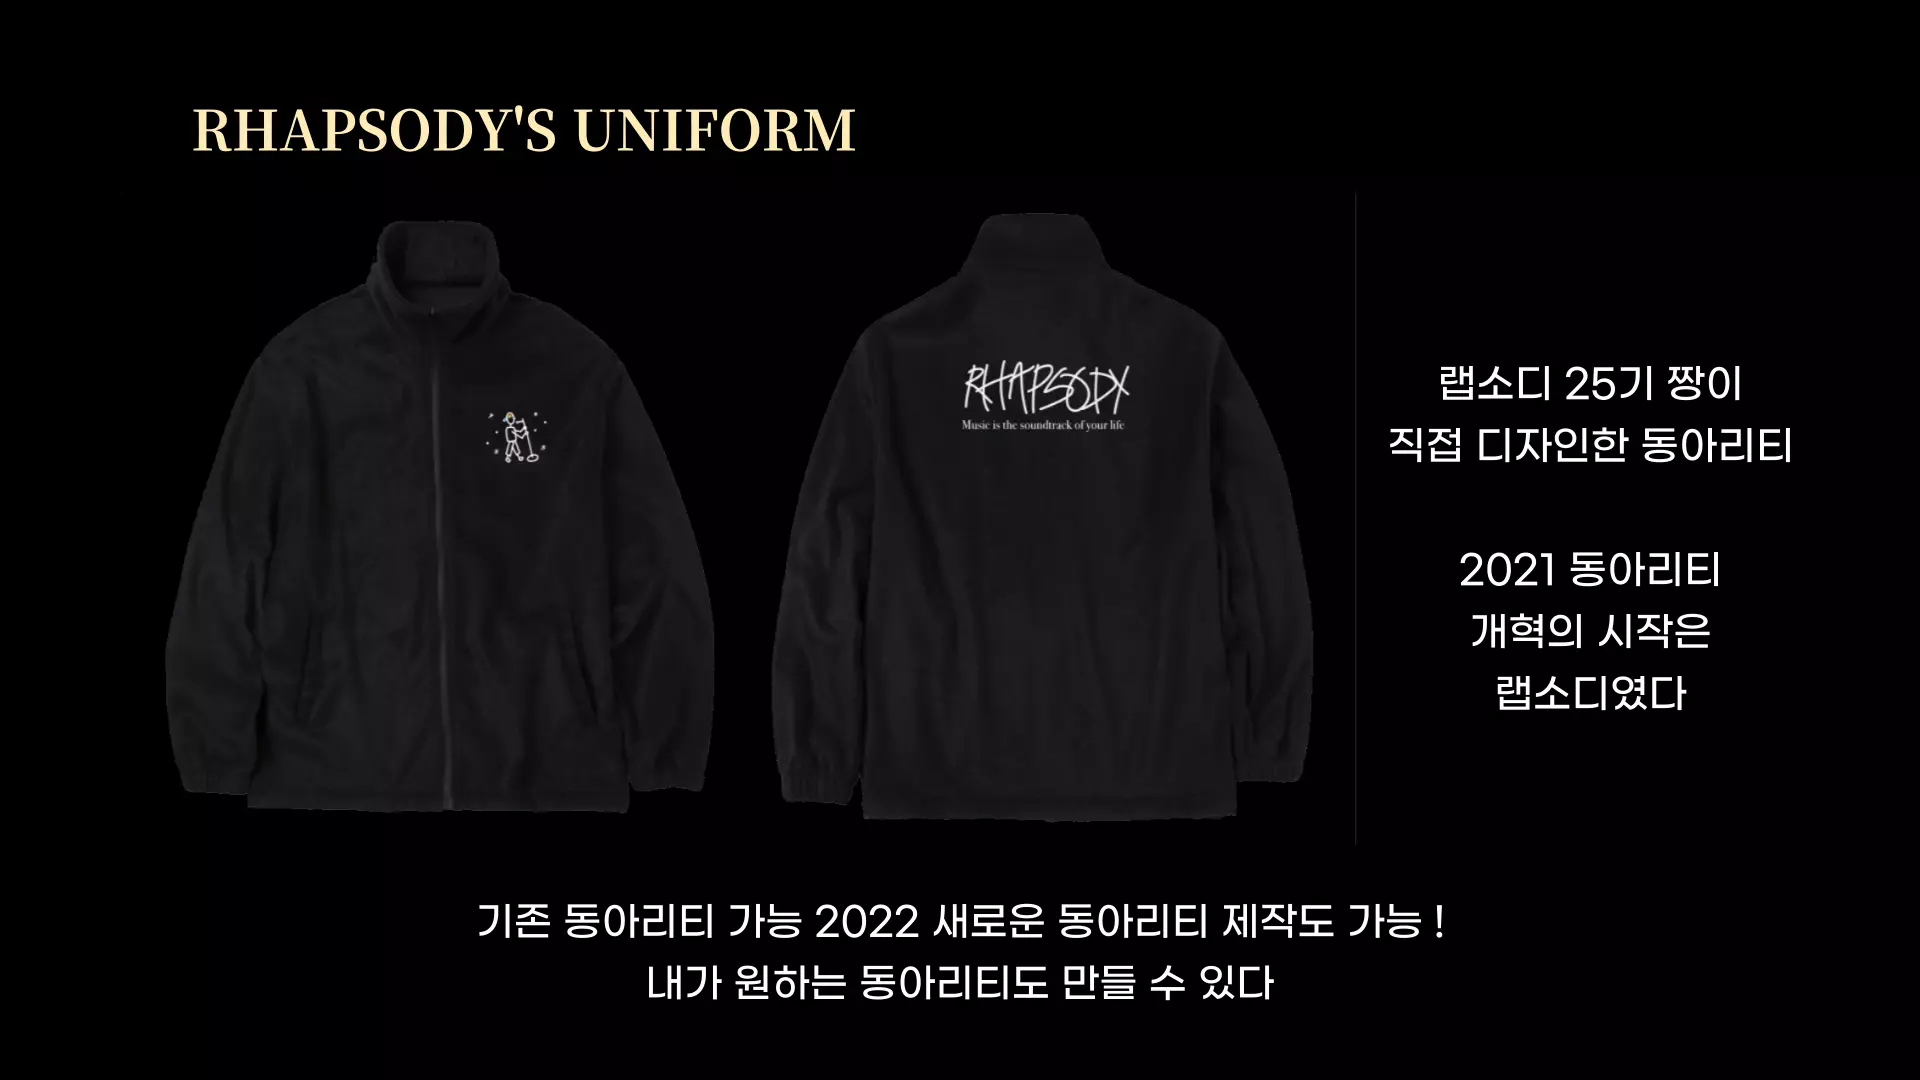 RHAPSODY'S UNIFORM
RHAPSODY
Music is the soundtrack of your life
랩소디 25기 짱이
직접 디자인한 동아리티
2021 동아리티
개혁의 시작은
랩소디였다
기존 동아리티 가능 2022 새로운 동아리티 제작도 가능 !
내가 원하는 동아리티도 만들 수 있다